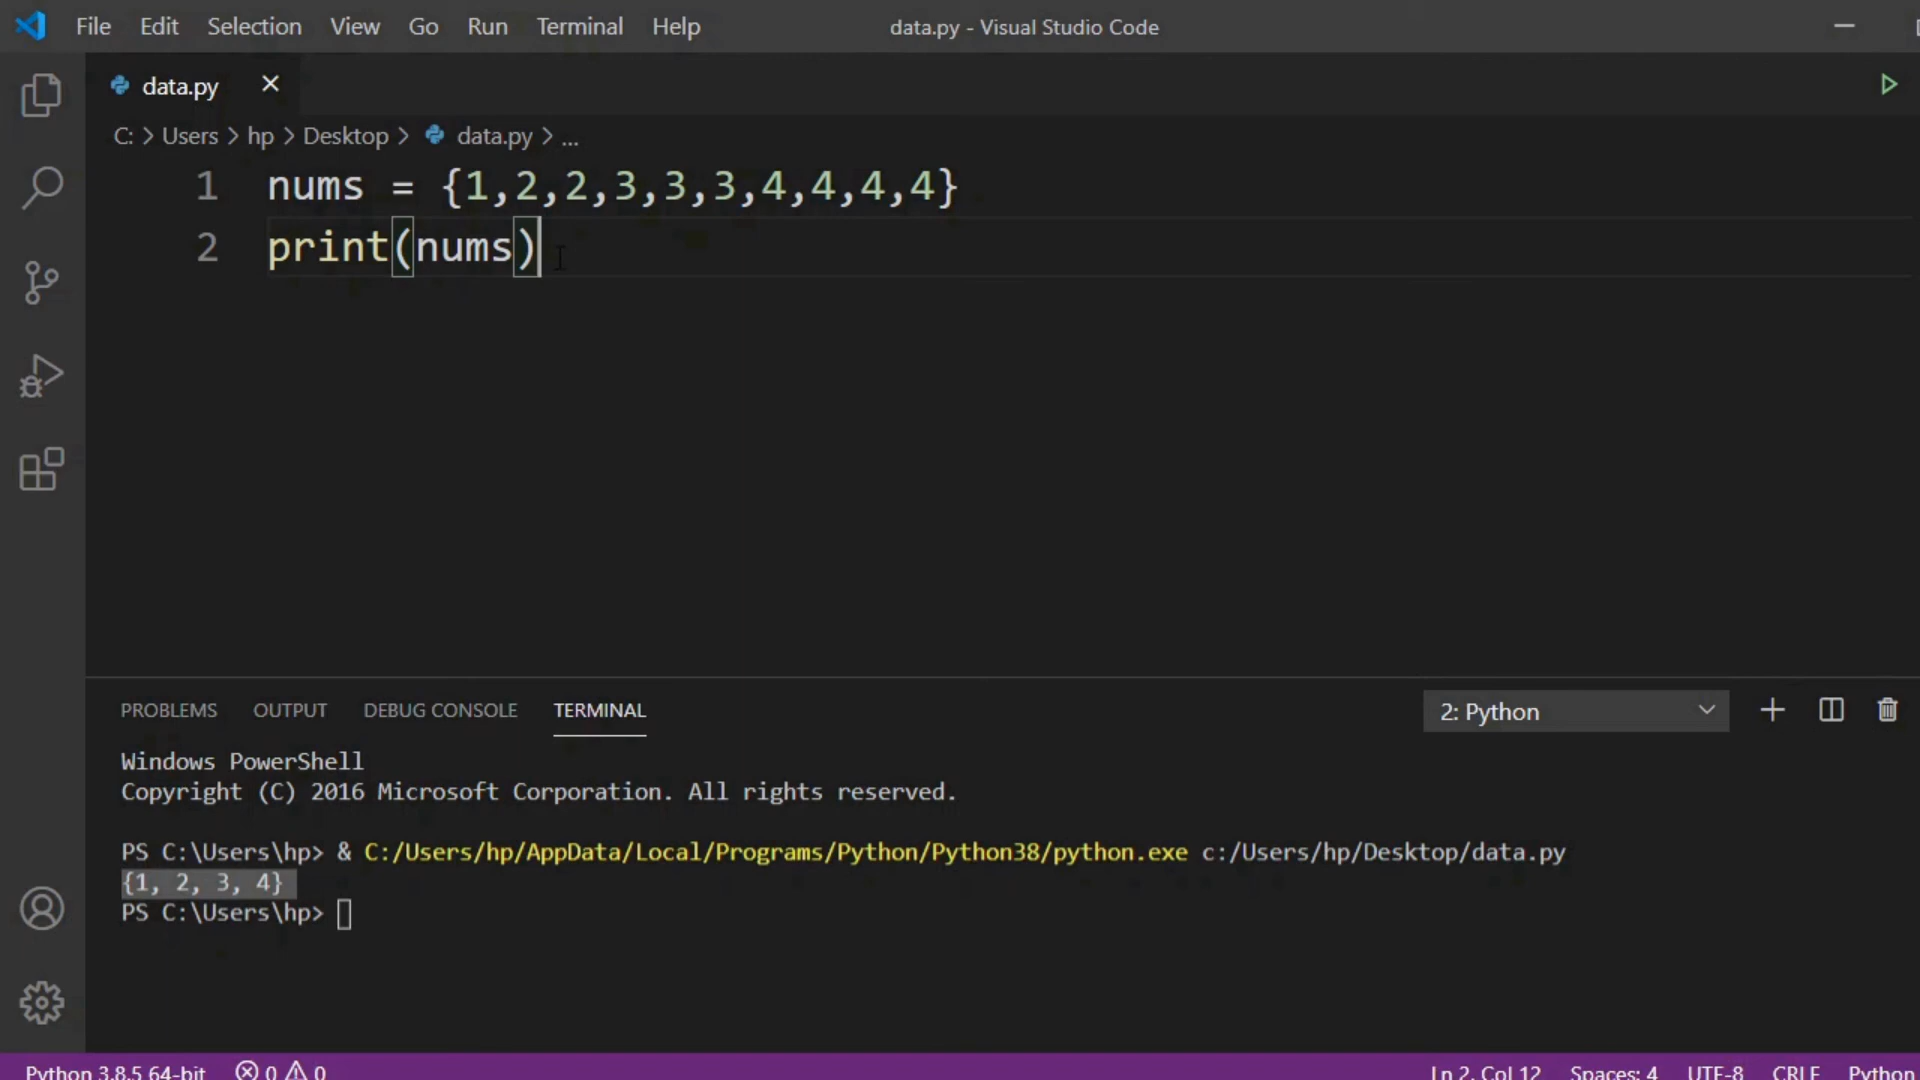 File Edit Selection View Go Run Terminal Help data.py - Visual Studio Code
data.py
C: > Users > hp > Desktop > data.py > ...
1 nums = {1,2,2,3,3,3,4,4,4,4}
2 print(nums)
PROBLEMS OUTPUT DEBUG CONSOLE TERMINAL 2: Python
Windows PowerShell
Copyright (C) 2016 Microsoft Corporation. All rights reserved.
PS C:\Users\hp> & C:/Users/hp/AppData/Local/Programs/Python/Python38/python.exe c:/Users/hp/Desktop/data.py
{1, 2, 3, 4}
PS C:\Users\hp>
Python 3.8.5 64-bit 0 0 Ln 2, Col 12 Spaces: 4 UTF-8 CRLF Python